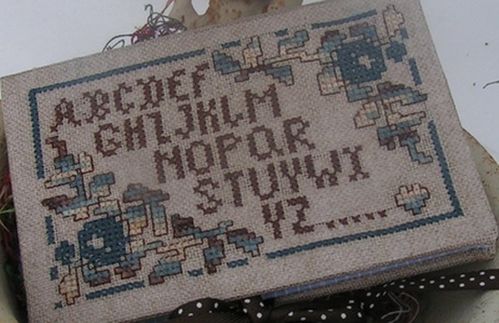 ABCDEF
GHIJKLM
NOPQR
STUVWX
YZ